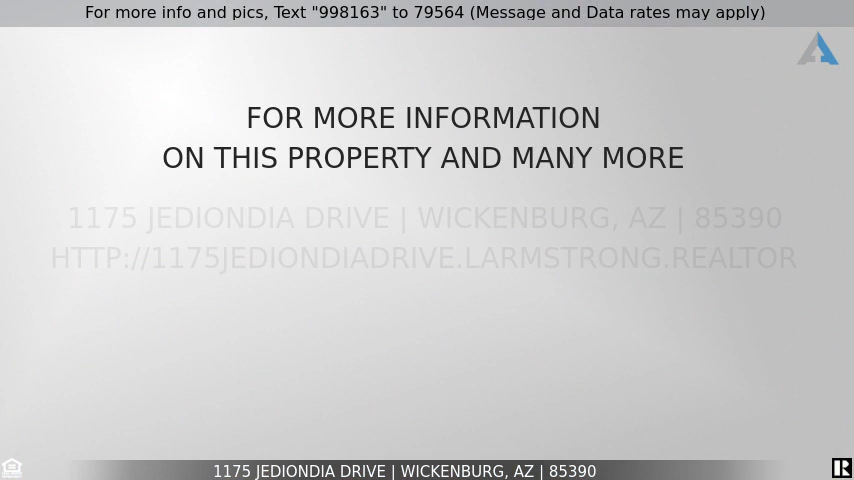 For more info and pics, Text "998163" to 79564 (Message and Data rates may apply)
FOR MORE INFORMATION
ON THIS PROPERTY AND MANY MORE
1175 JEDIONDIA DRIVE | WICKENBURG, AZ | 85390
HTTP://1175JEDIONDIADRIVE.LARMSTRONG.REALTOR
1175 JEDIONDIA DRIVE | WICKENBURG, AZ | 85390